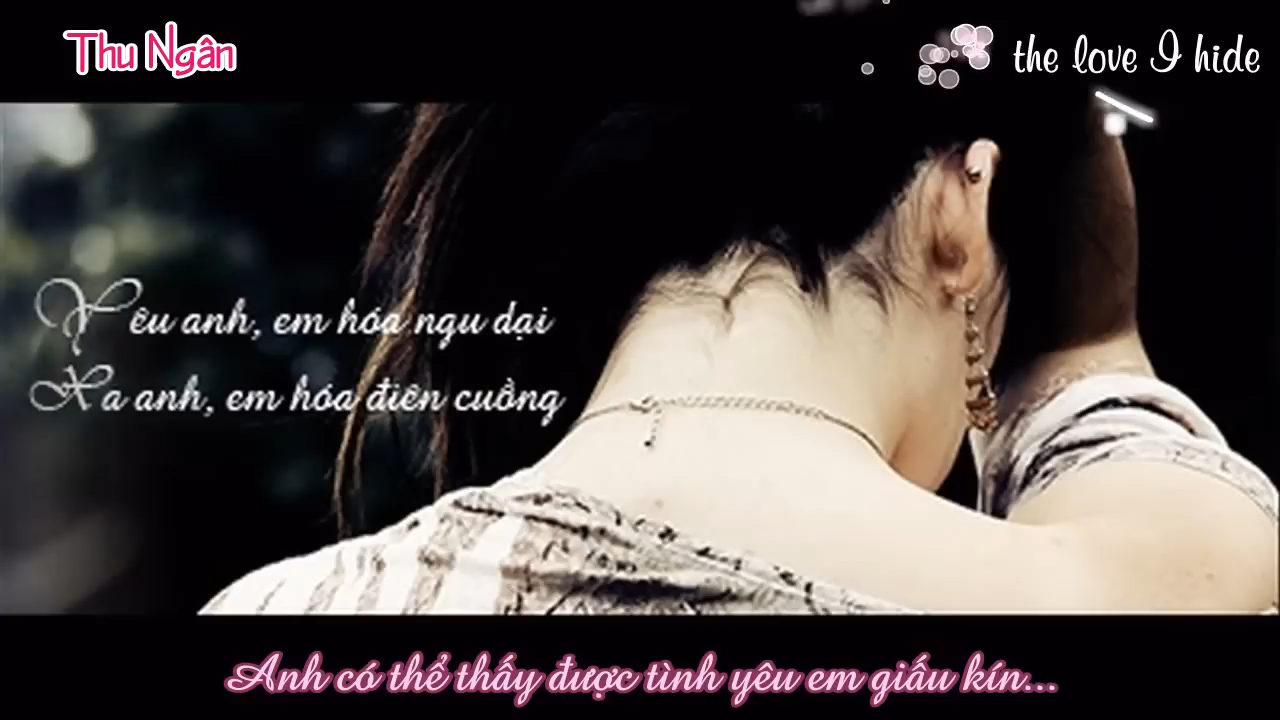 Thu Ngân
the love I hide
Yêu anh, em hóa ngu dại
Xa anh, em hóa điên cuồng
Anh có thể thấy được tình yêu em giấu kín...